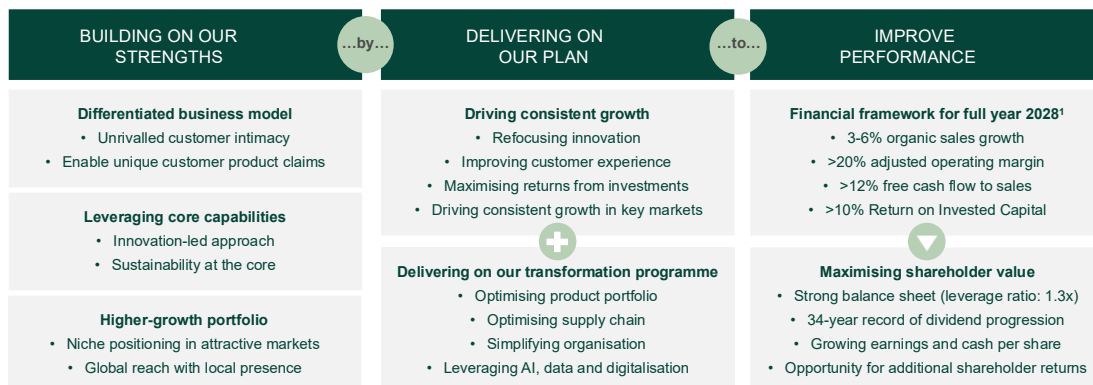 BUILDING ON OUR
STRENGTHS
…by…
DELIVERING ON
OUR PLAN
…to…
IMPROVE
PERFORMANCE
Differentiated business model
• Unrivalled customer intimacy
• Enable unique customer product claims
Leveraging core capabilities
• Innovation-led approach
• Sustainability at the core
Higher-growth portfolio
• Niche positioning in attractive markets
• Global reach with local presence
Driving consistent growth
• Refocusing innovation
• Improving customer experience
• Maximising returns from investments
• Driving consistent growth in key markets
Delivering on our transformation programme
• Optimising product portfolio
• Optimising supply chain
• Simplifying organisation
• Leveraging AI, data and digitalisation
Financial framework for full year 2028¹
• 3-6% organic sales growth
• >20% adjusted operating margin
• >12% free cash flow to sales
• >10% Return on Invested Capital
Maximising shareholder value
• Strong balance sheet (leverage ratio: 1.3x)
• 34-year record of dividend progression
• Growing earnings and cash per share
• Opportunity for additional shareholder returns